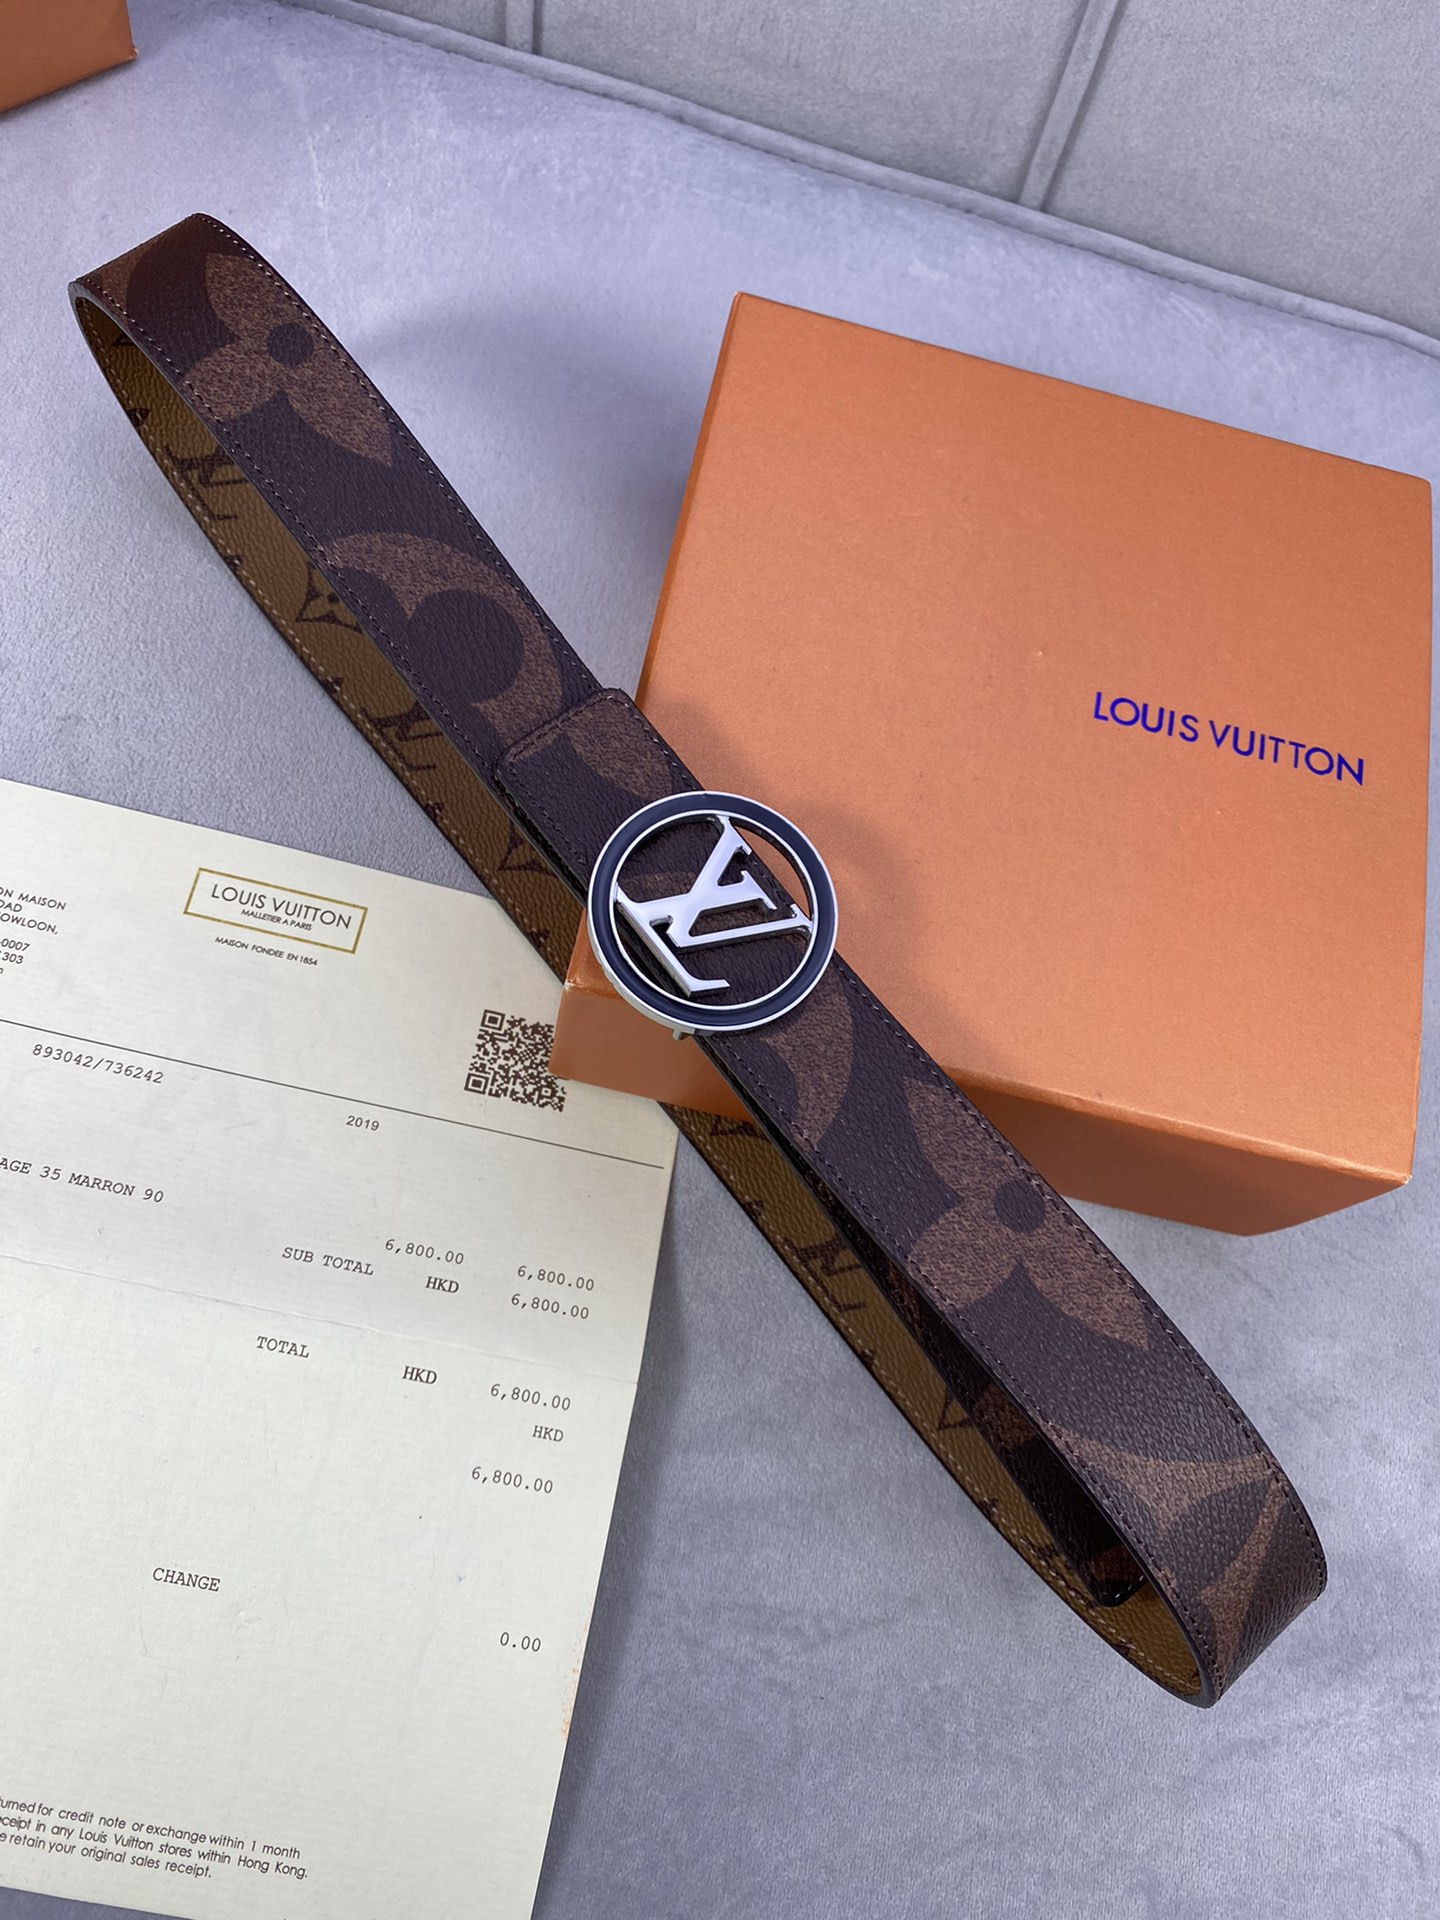 LOUIS VUITTON
LV
ON MAISON
OAD
OWLOON,
-0007
303
LOUIS VUITTON
MALLETIER A PARIS
MAISON FONDEE EN 1854
893042/736242
2019
AGE 35 MARRON 90
6,800.00 6,800.00
SUB TOTAL HKD 6,800.00
TOTAL HKD 6,800.00
HKD
6,800.00
CHANGE
0.00
urned for credit note or exchange within 1 month
eceipt in any Louis Vuitton stores within Hong Kong.
e retain your original sales receipt.